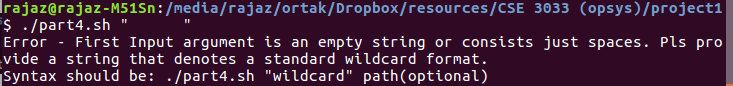 rajaz@rajaz-M51Sn:/media/rajaz/ortak/Dropbox/resources/CSE 3033 (opsys)/project1
$ ./part4.sh "       "
Error - First Input argument is an empty string or consists just spaces. Pls pro
vide a string that denotes a standard wildcard format.
Syntax should be: ./part4.sh "wildcard" path(optional)